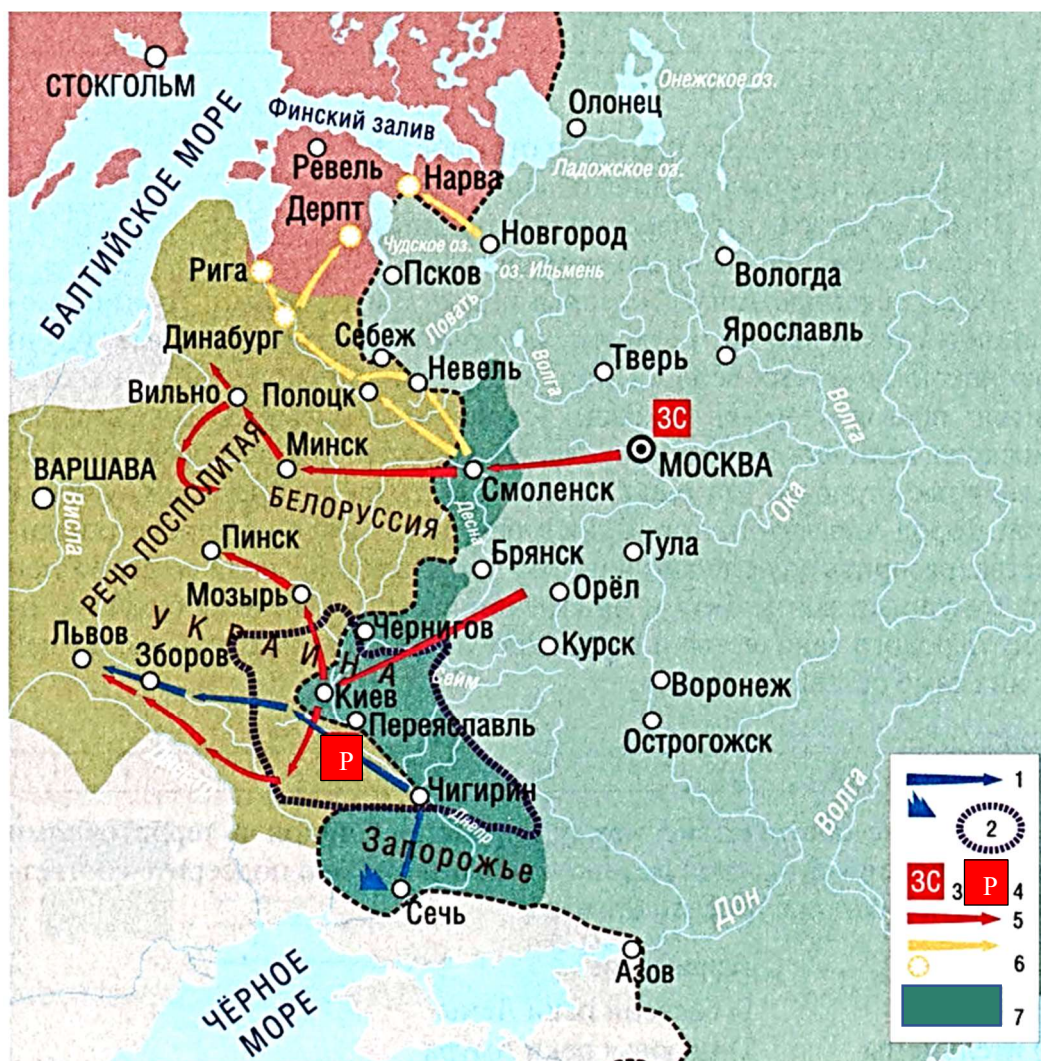 СТОКГОЛЬМ
БАЛТИЙСКОЕ МОРЕ
Финский залив
Онежское оз.
Олонец
Ладожское оз.
Ревель
Нарва
Дерпт
Чудское оз.
Новгород
оз. Ильмень
Псков
Вологда
Рига
Ловать
Динабург
Себеж
Невель
Волга
Тверь
Ярославль
Вильно
Полоцк
Волга
ЗС
МОСКВА
Минск
Смоленск
ВАРШАВА
Висла
РЕЧЬ ПОСПОЛИТАЯ
БЕЛОРУССИЯ
Десна
Ока
Пинск
Брянск
Тула
Мозырь
Орёл
УКРАИНА
Чернигов
Курск
Львов
Зборов
Сейм
Киев
Воронеж
Переяславль
Острогожск
Р
Чигирин
Днепр
Волга
Запорожье
Сечь
Дон
Азов
ЧЁРНОЕ
МОРЕ
1
2
ЗС 3 Р 4
5
6
7